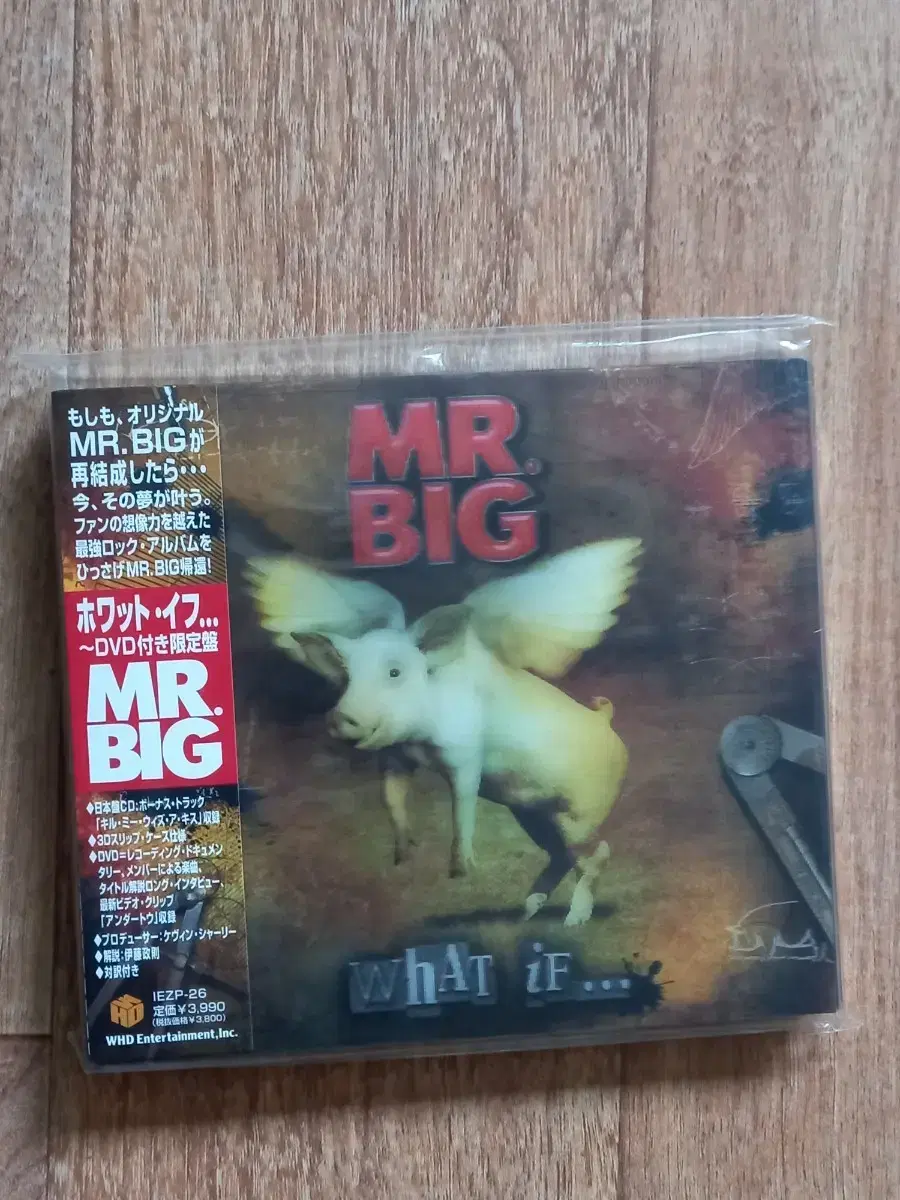 もしも、オリジナル
MR. BIGが
再結成したら・・・
今、その夢が叶う。
ファンの想像力を越えた
最強ロック・アルバムを
ひっさげMR. BIG帰還!
ホワット・イフ...
~DVD付き限定盤
MR.
BIG
◆日本盤CD:ボーナス・トラック
「キル・ミー・ウィズ・ア・キス」収録
◆3Dスリップ・ケース仕様
◆DVD=レコーディング・ドキュメン
タリー、メンバーによる楽曲、
タイトル解説ロング・インタビュー、
最新ビデオ・クリップ
「アンダートウ」収録
◆プロデューサー:ケヴィン・シャーリー
◆解説:伊藤政則
◆対訳付き
IEZP-26
定価¥3,990
(税抜価格¥3,800)
WHD
WHD Entertainment,Inc.
MR.
BIG
WhAT iF...